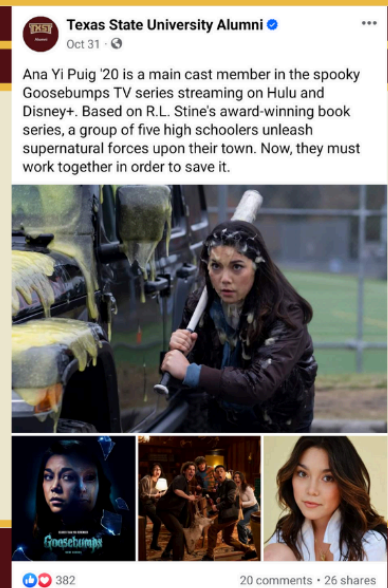 TXST
Alumni
Texas State University Alumni
Oct 31 ·
Ana Yi Puig '20 is a main cast member in the spooky
Goosebumps TV series streaming on Hulu and
Disney+. Based on R.L. Stine's award-winning book
series, a group of five high schoolers unleash
supernatural forces upon their town. Now, they must
work together in order to save it.
Goosebumps
382
20 comments • 26 shares